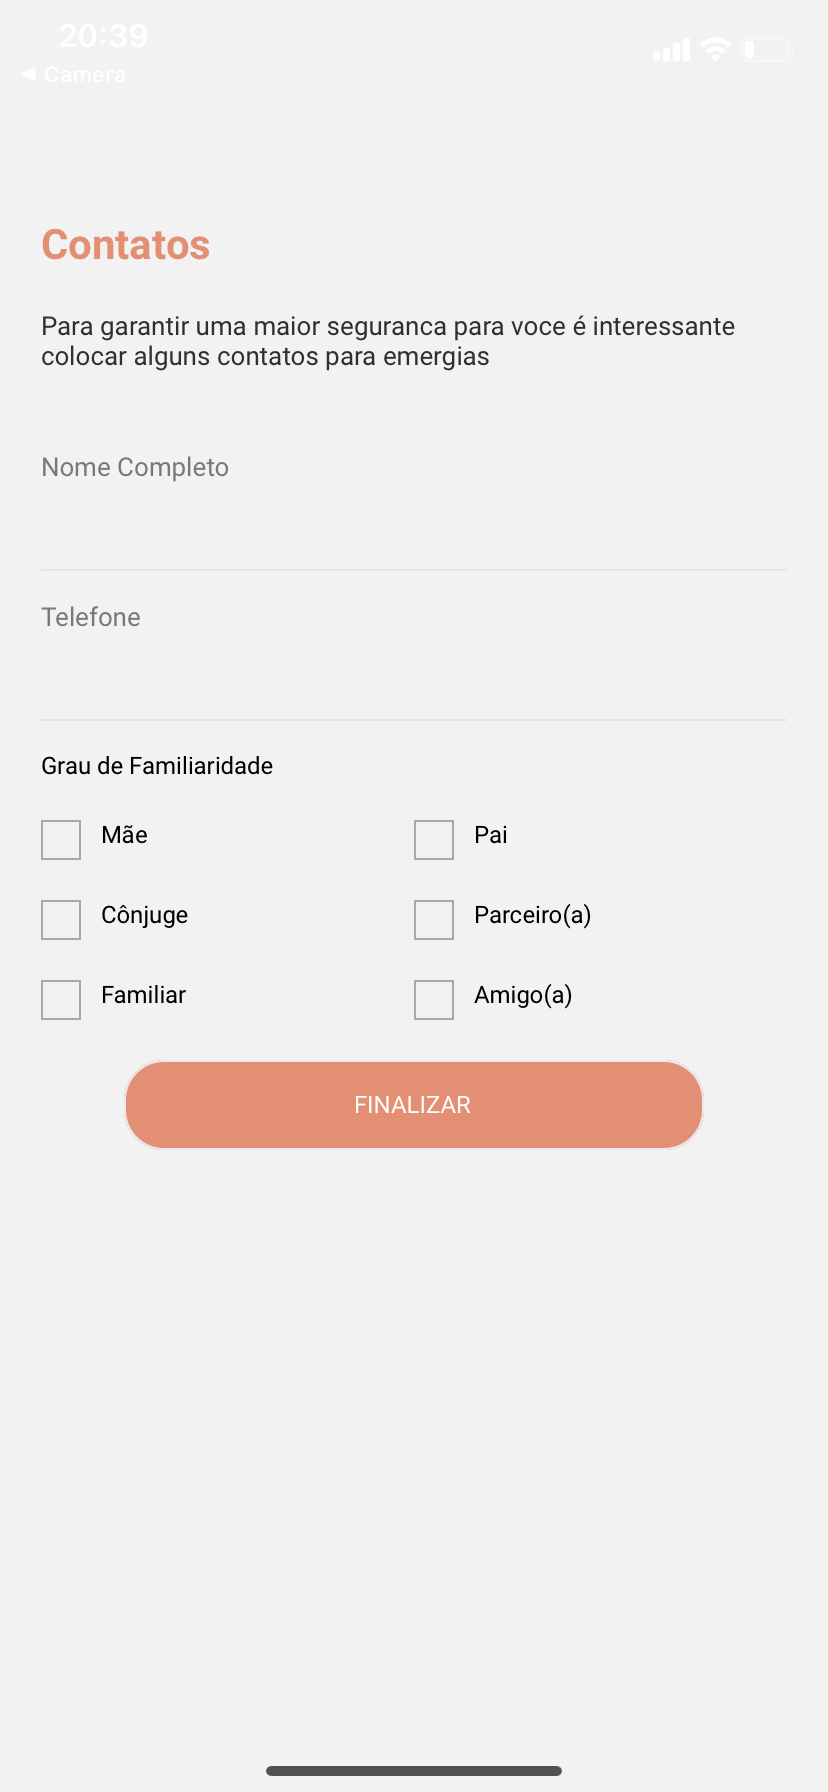 20:39
◀ Camera
Contatos
Para garantir uma maior seguranca para voce é interessante
colocar alguns contatos para emergias
Nome Completo
Telefone
Grau de Familiaridade
Mãe
Pai
Cônjuge
Parceiro(a)
Familiar
Amigo(a)
FINALIZAR